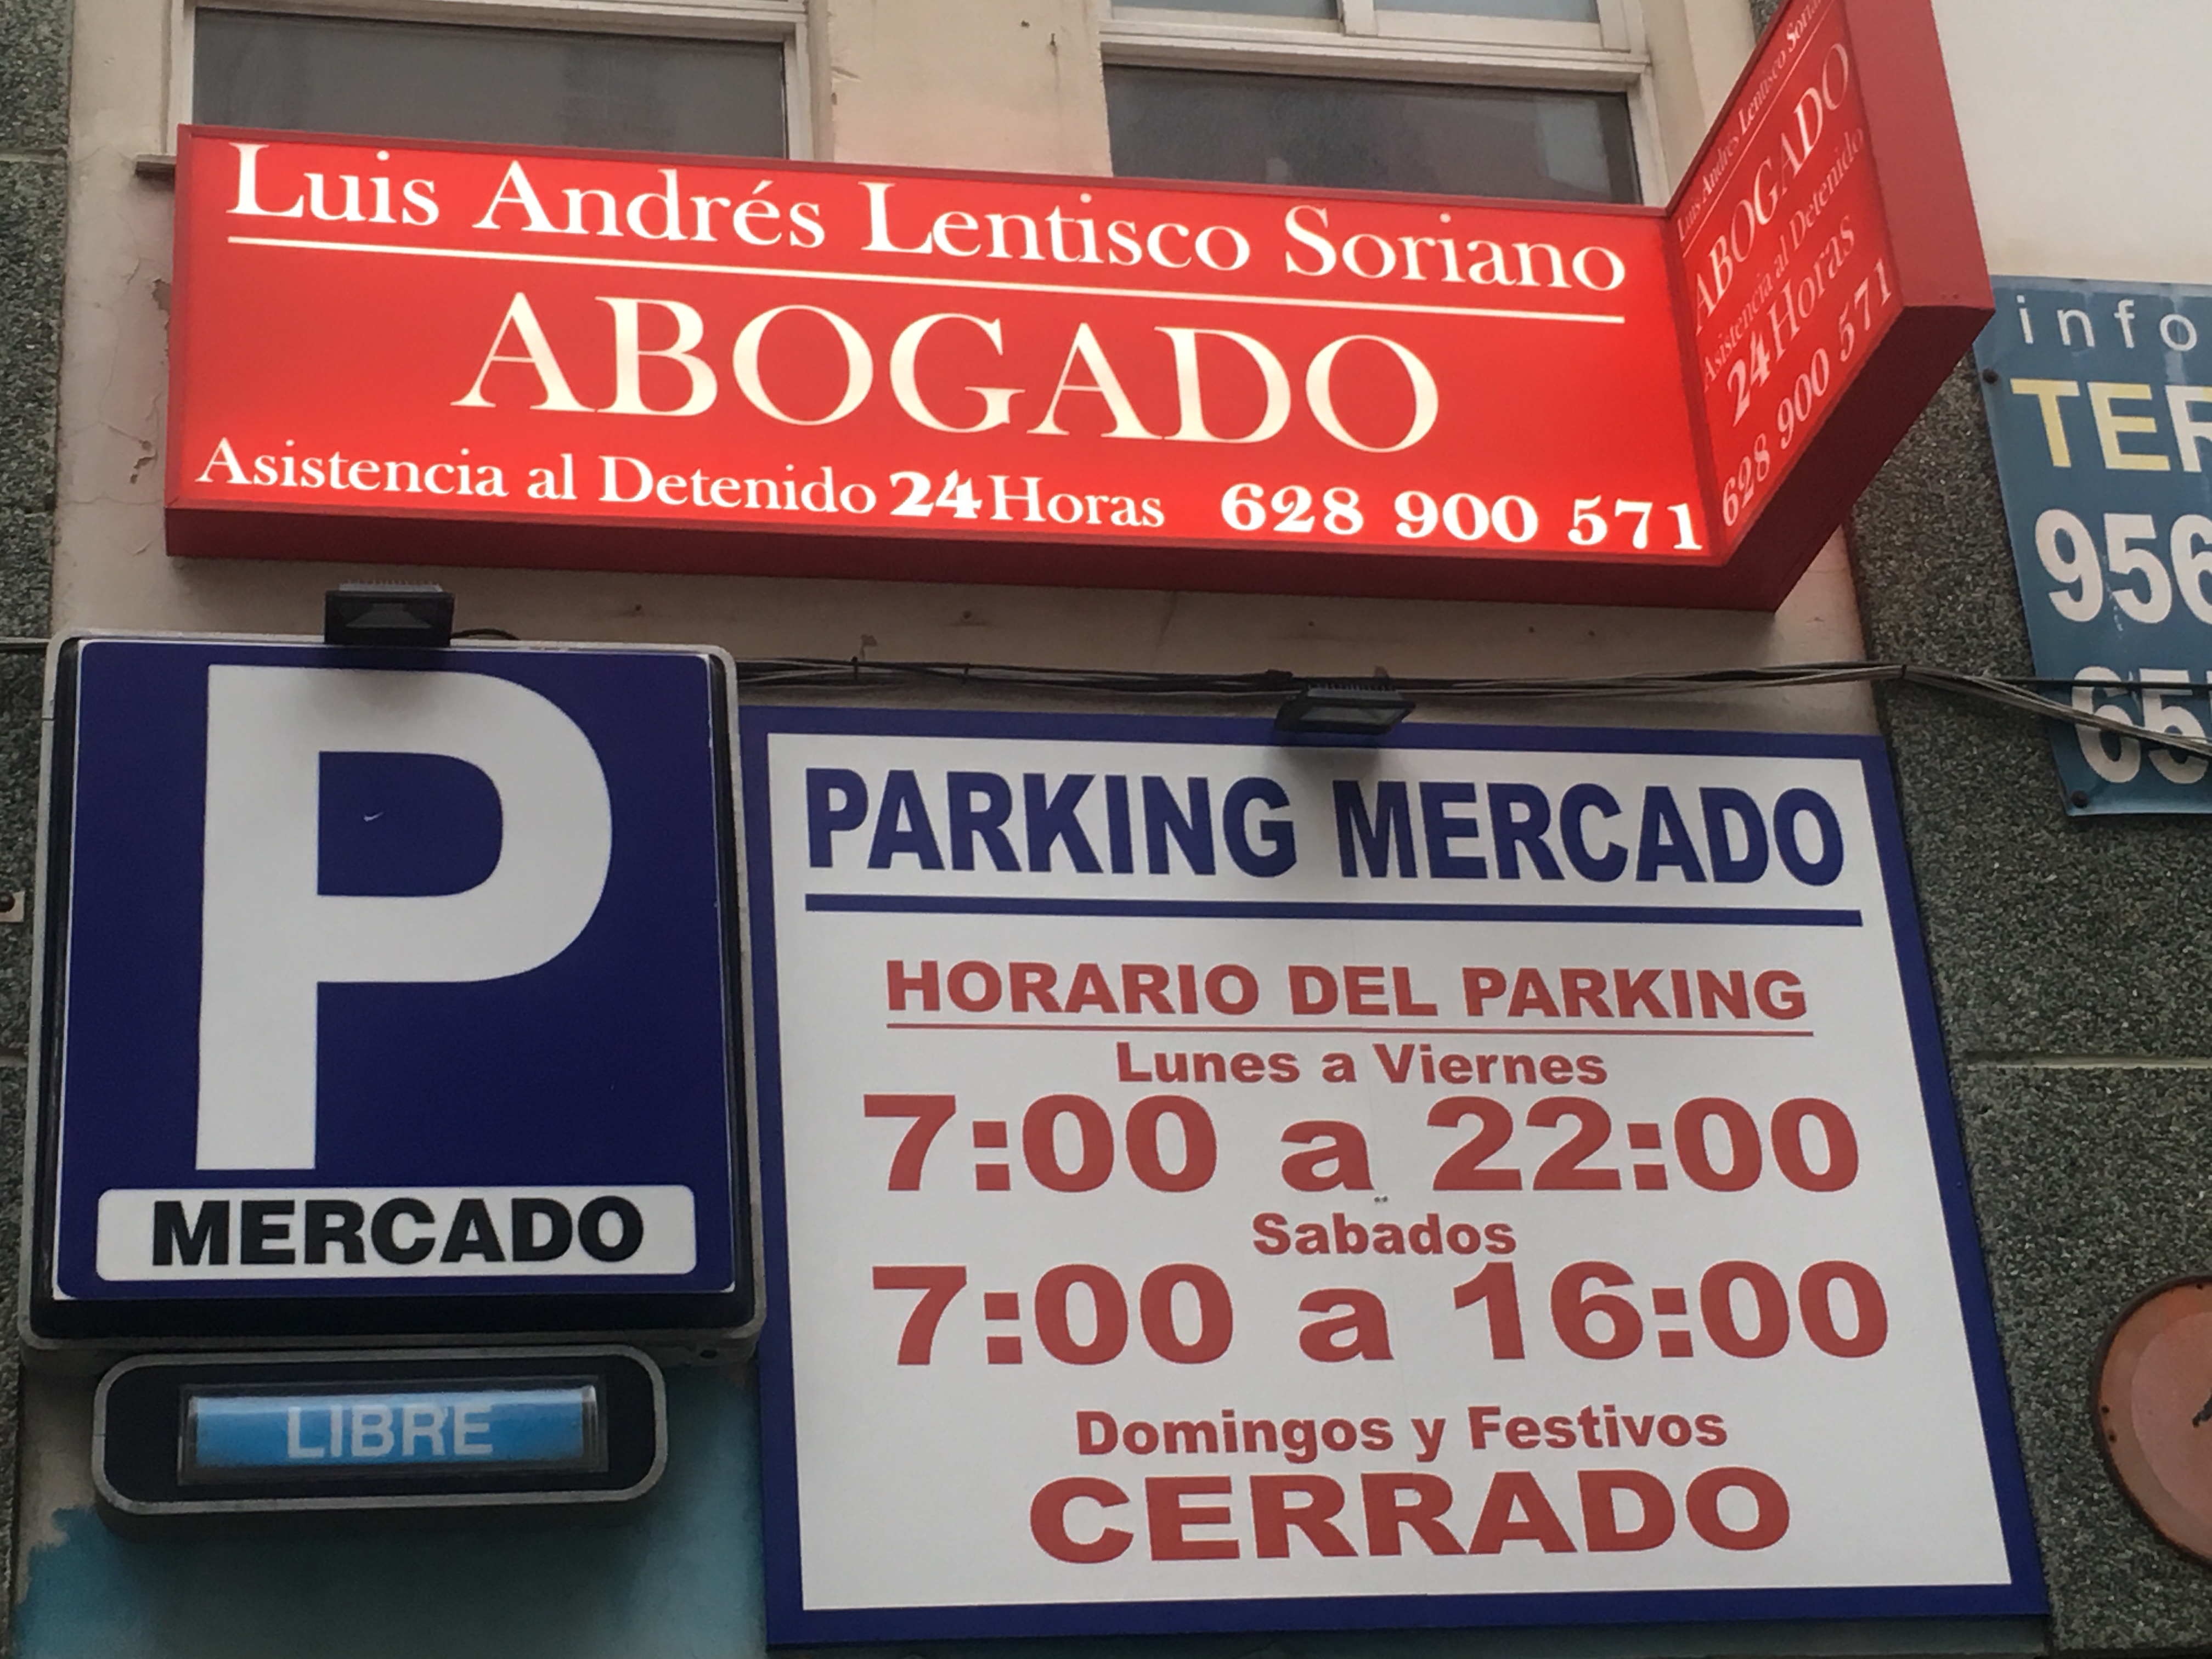 Luis Andrés Lentisco Soriano
ABOGADO
Asistencia al Detenido 24 Horas 628 900 571
Luis Andrés Lentisco Soriano
ABOGADO
Asistencia al Detenido
24 Horas
628 900 571
info
956
P
MERCADO
LIBRE
PARKING MERCADO
HORARIO DEL PARKING
Lunes a Viernes
7:00 a 22:00
Sabados
7:00 a 16:00
Domingos y Festivos
CERRADO